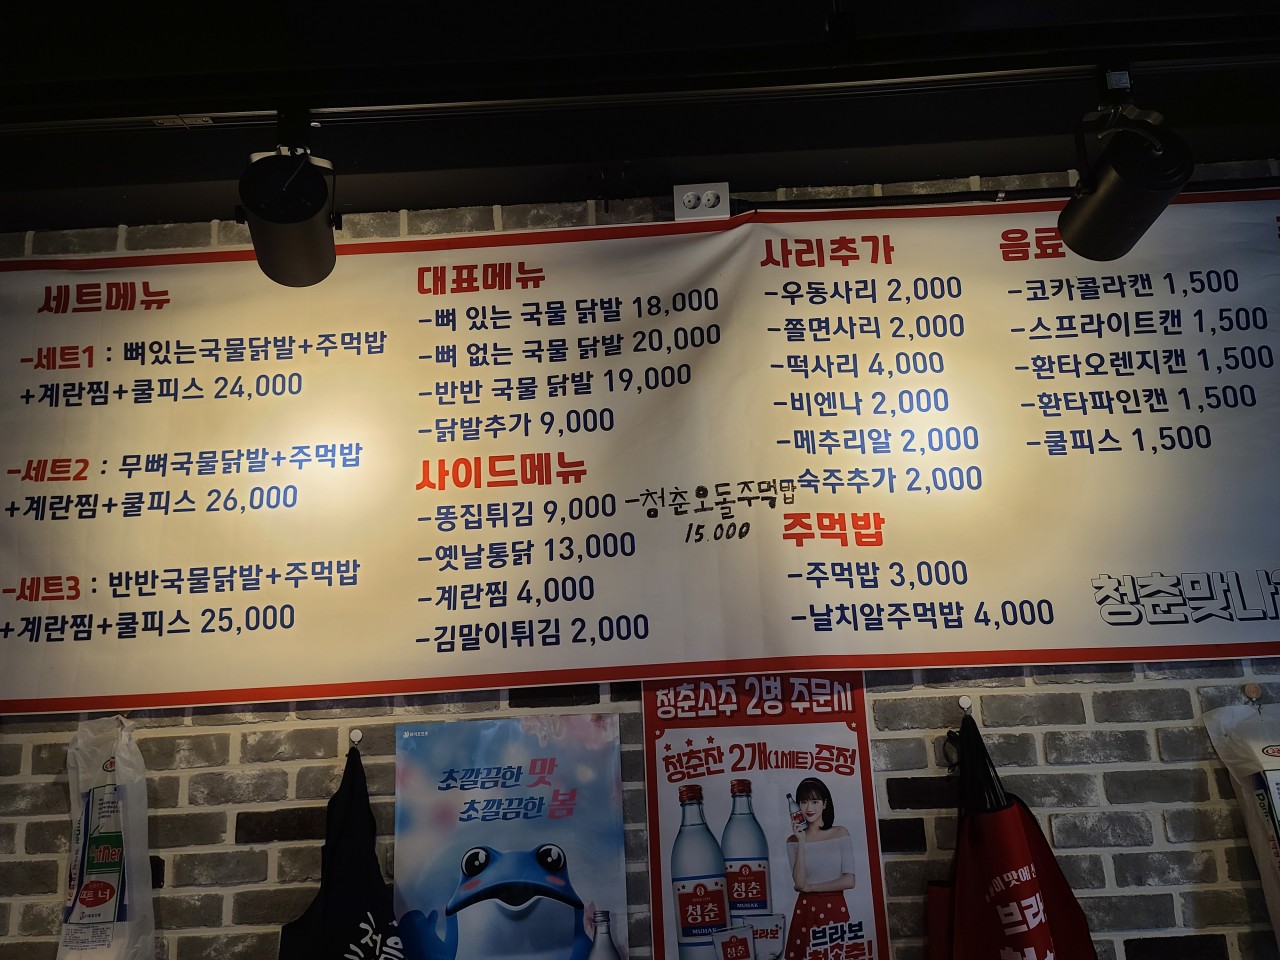 세트메뉴
-세트1 : 뼈있는국물닭발+주먹밥
+계란찜+쿨피스 24,000
-세트2 : 무뼈국물닭발+주먹밥
+계란찜+쿨피스 26,000
-세트3 : 반반국물닭발+주먹밥
+계란찜+쿨피스 25,000
대표메뉴
-뼈 있는 국물 닭발 18,000
-뼈 없는 국물 닭발 20,000
-반반 국물 닭발 19,000
-닭발추가 9,000
사이드메뉴
-똥집튀김 9,000
-옛날통닭 13,000
-계란찜 4,000
-김말이튀김 2,000
-청춘오돌주먹밥
15.000
사리추가
-우동사리 2,000
-쫄면사리 2,000
-떡사리 4,000
-비엔나 2,000
-메추리알 2,000
-숙주추가 2,000
주먹밥
-주먹밥 3,000
-날치알주먹밥 4,000
음료
-코카콜라캔 1,500
-스프라이트캔 1,500
-환타오렌지캔 1,500
-환타파인캔 1,500
-쿨피스 1,500
청춘맛나
초깔끔한 맛
초깔끔한 봄
청춘소주 2병 주문시
청춘잔 2개(1세트)증정
청춘
MUHAK
청춘
MUHAK
청춘
브라보
브라보
맛에
브라